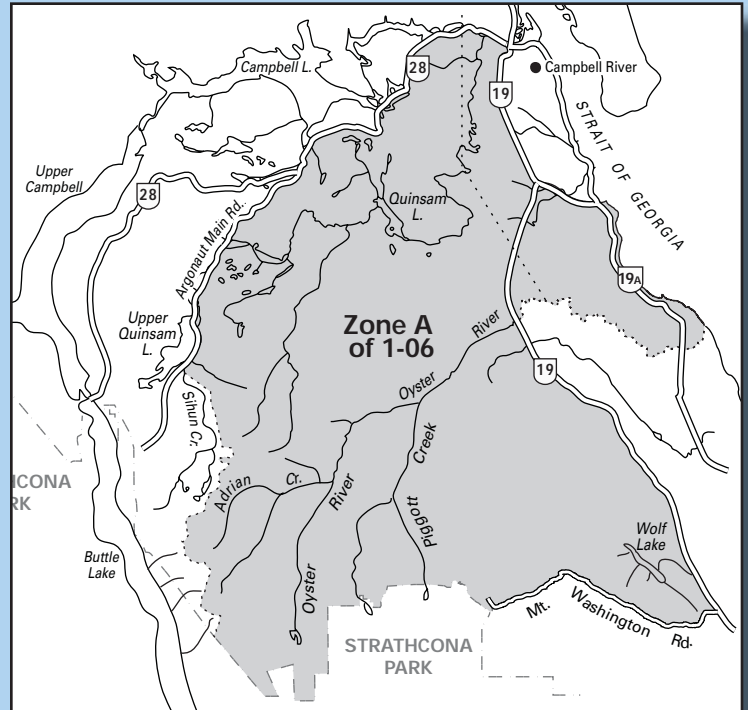 Campbell L.
28
Campbell River
19
STRAIT OF GEORGIA
Upper
Campbell
28
Quinsam
L.
Argonaut Main Rd..
19A
Zone A
of 1-06
Upper
Quinsam
L.
River
Oyster
19
Sihun Cr.
Creek
HCONA
RK
Adrian
Cr.
River
Piggott
Wolf
Lake
Buttle
Lake
Oyster
Mt.
Washington
Rd.
STRATHCONA
PARK